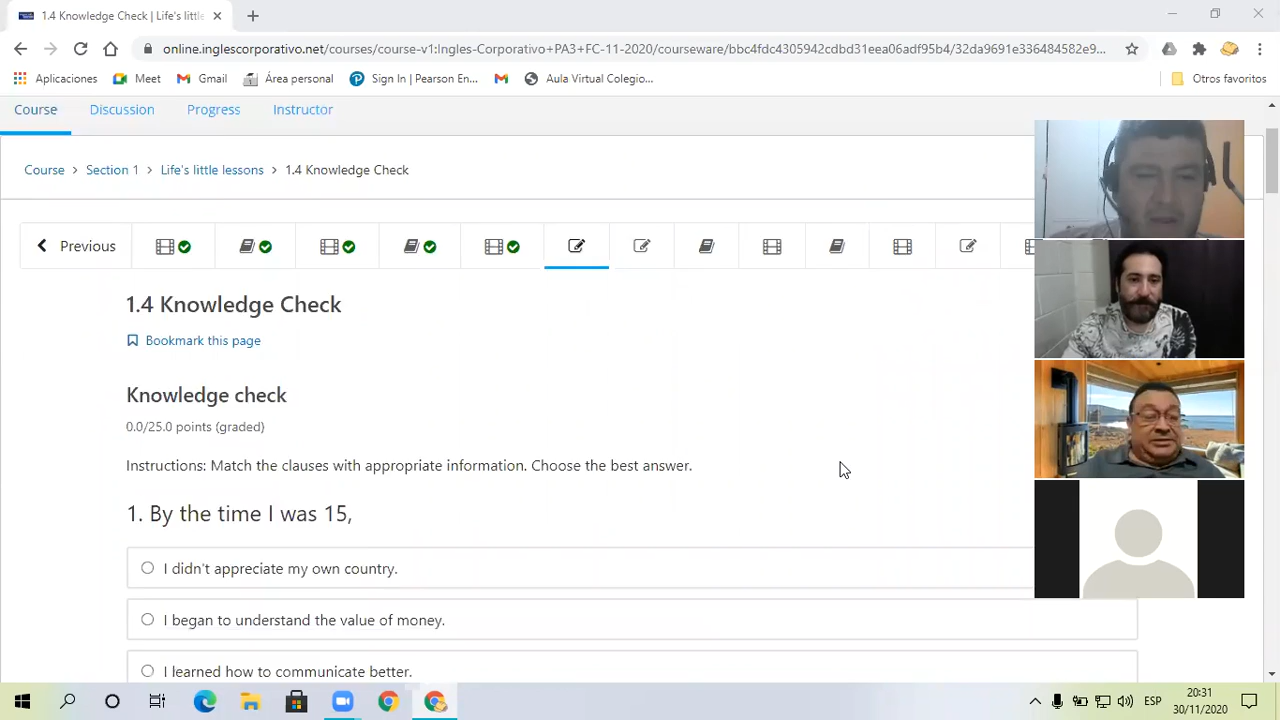 1.4 Knowledge Check | Life's littl
online.inglescorporativo.net/courses/course-v1:Ingles-Corporativo+PA3+FC-11-2020/courseware/bbc4fdc4305942cdbd31eea06adf95b4/32da9691e336484582e9...
Aplicaciones Meet Gmail Área personal Sign In | Pearson En... Aula Virtual Colegio... Otros favoritos
Course Discussion Progress Instructor
Course > Section 1 > Life's little lessons > 1.4 Knowledge Check
Previous
1.4 Knowledge Check
Bookmark this page
Knowledge check
0.0/25.0 points (graded)
Instructions: Match the clauses with appropriate information. Choose the best answer.
1. By the time I was 15,
I didn't appreciate my own country.
I began to understand the value of money.
I learned how to communicate better.
ESP
20:31
30/11/2020